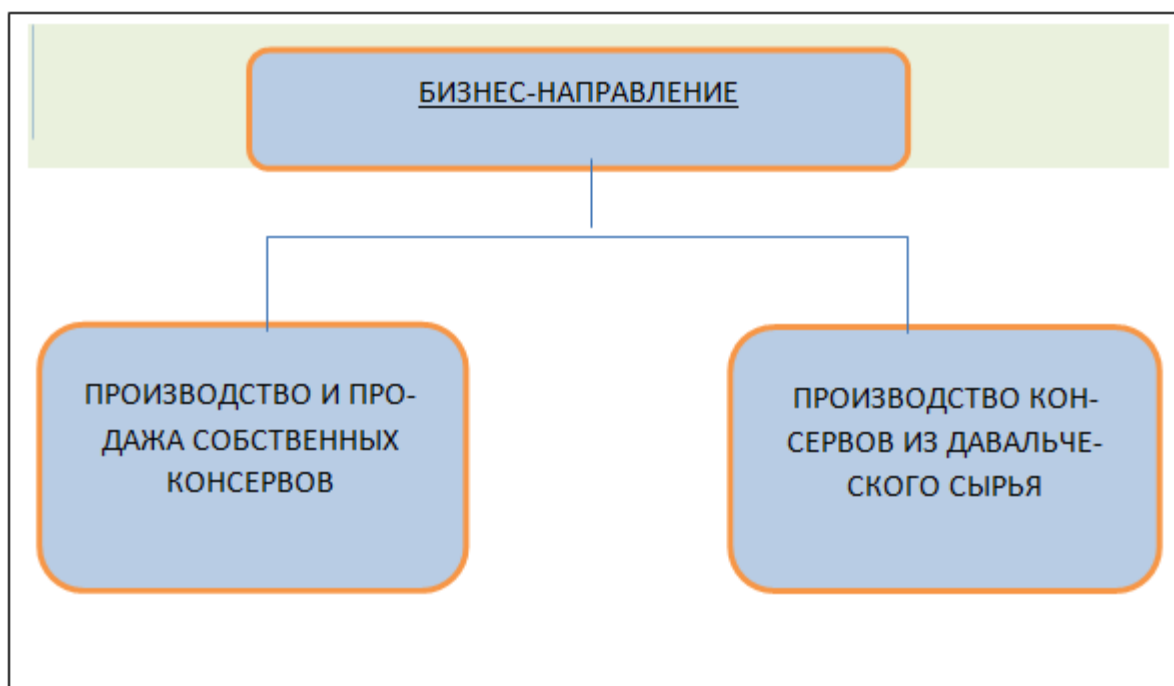 БИЗНЕС-НАПРАВЛЕНИЕ
ПРОИЗВОДСТВО И ПРО-
ДАЖА СОБСТВЕННЫХ
КОНСЕРВОВ
ПРОИЗВОДСТВО КОН-
СЕРВОВ ИЗ ДАВАЛЬЧЕ-
СКОГО СЫРЬЯ